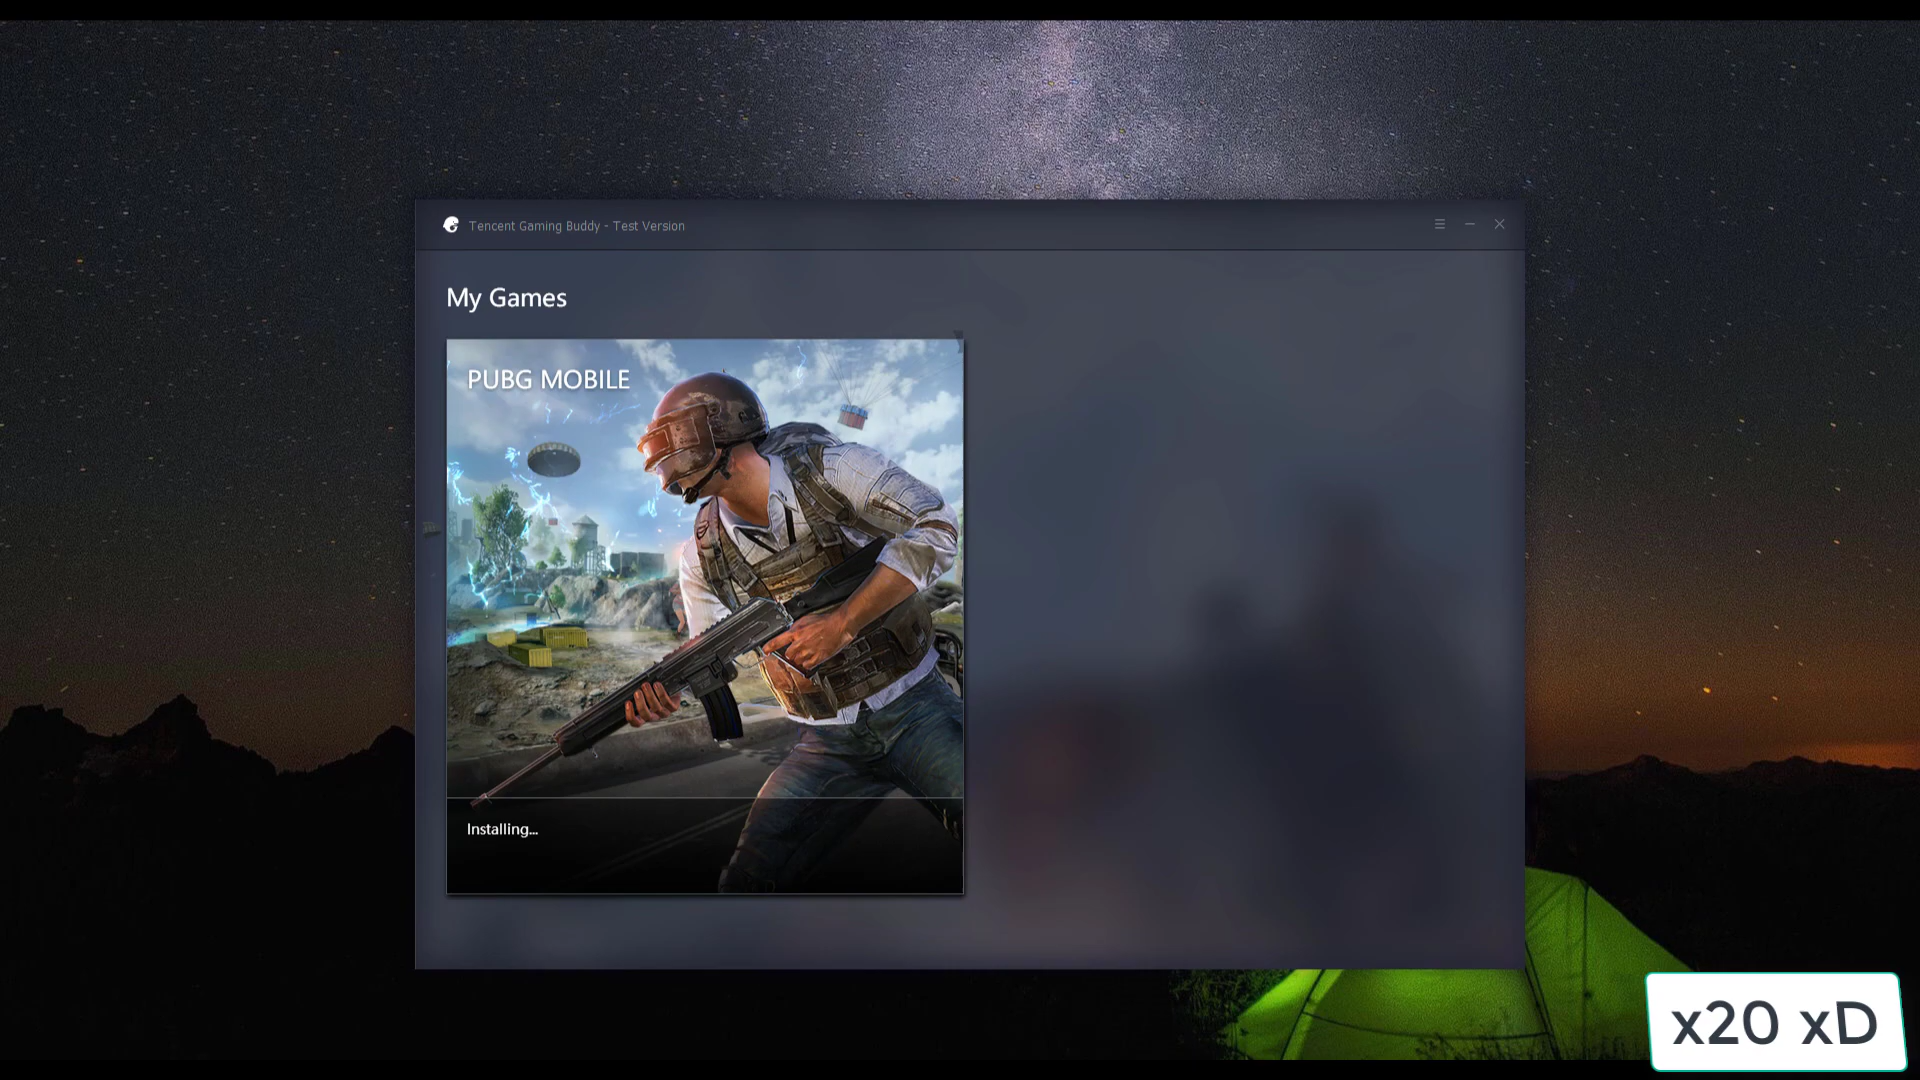 Tencent Gaming Buddy - Test Version
My Games
PUBG MOBILE
Installing...
x20 xD